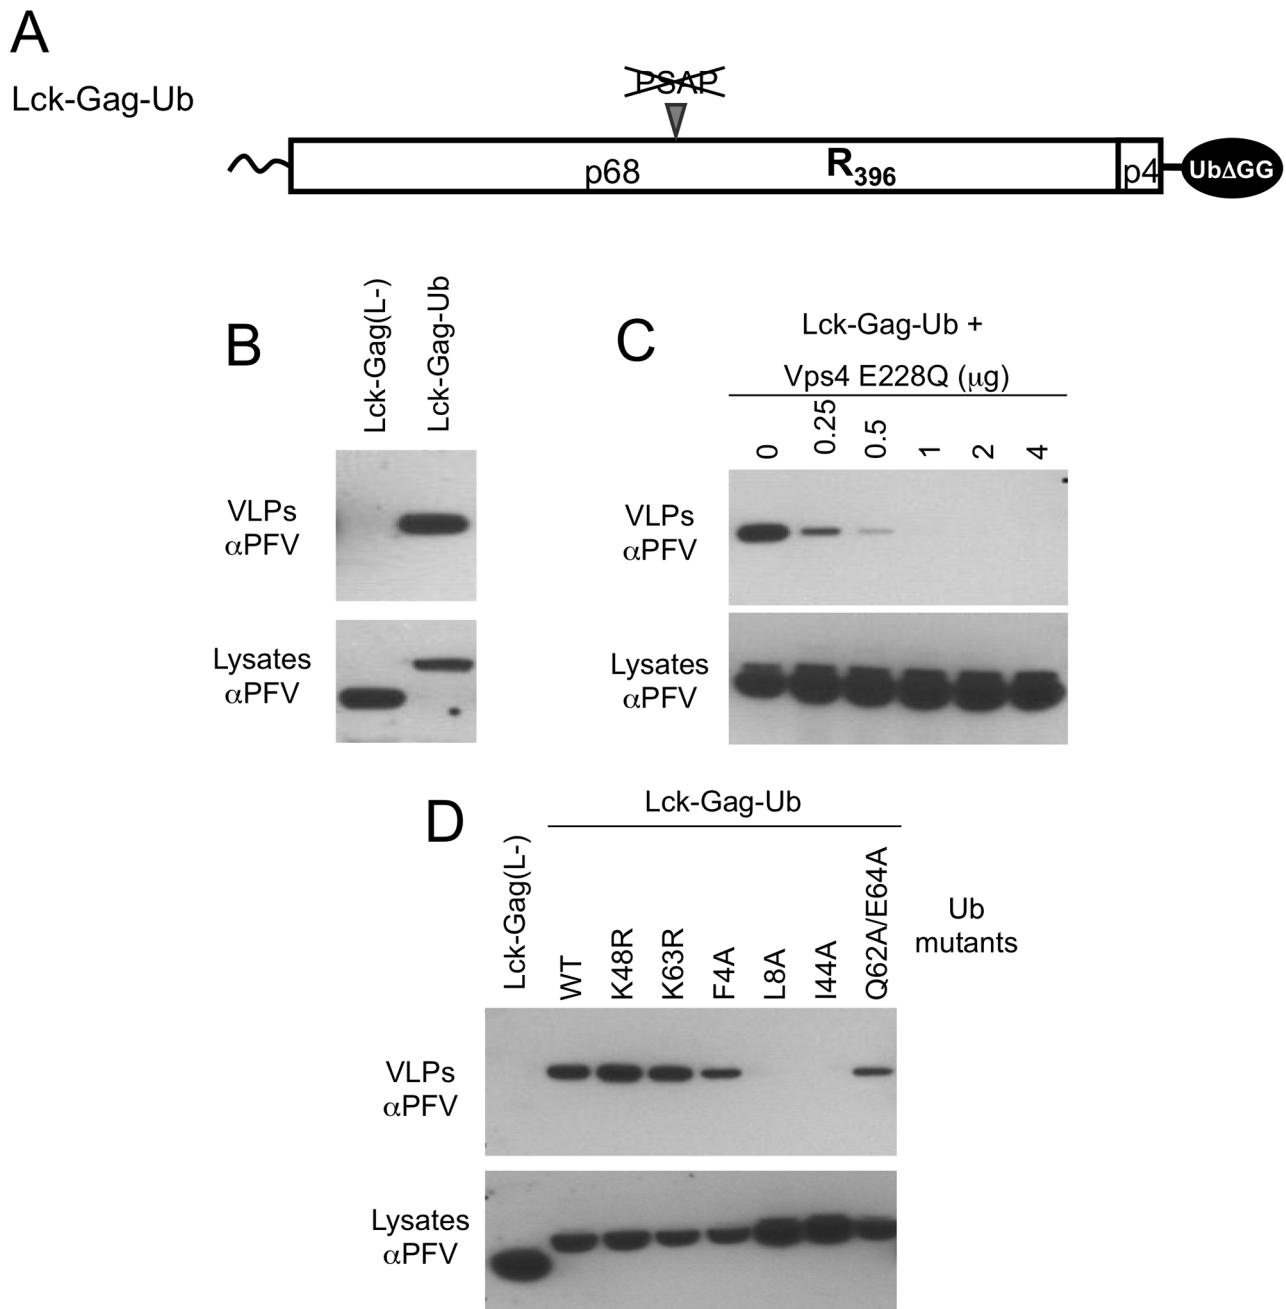 A
Lck-Gag-Ub
PSAP
p68
R396
p4
UbΔGG
B
Lck-Gag(L-)
Lck-Gag-Ub
VLPs
αPFV
Lysates
αPFV
C
Lck-Gag-Ub +
Vps4 E228Q (μg)
0 0.25 0.5 1 2 4
VLPs
αPFV
Lysates
αPFV
D
Lck-Gag-Ub
Lck-Gag(L-)
WT
K48R
K63R
F4A
L8A
I44A
Q62A/E64A
Ub
mutants
VLPs
αPFV
Lysates
αPFV